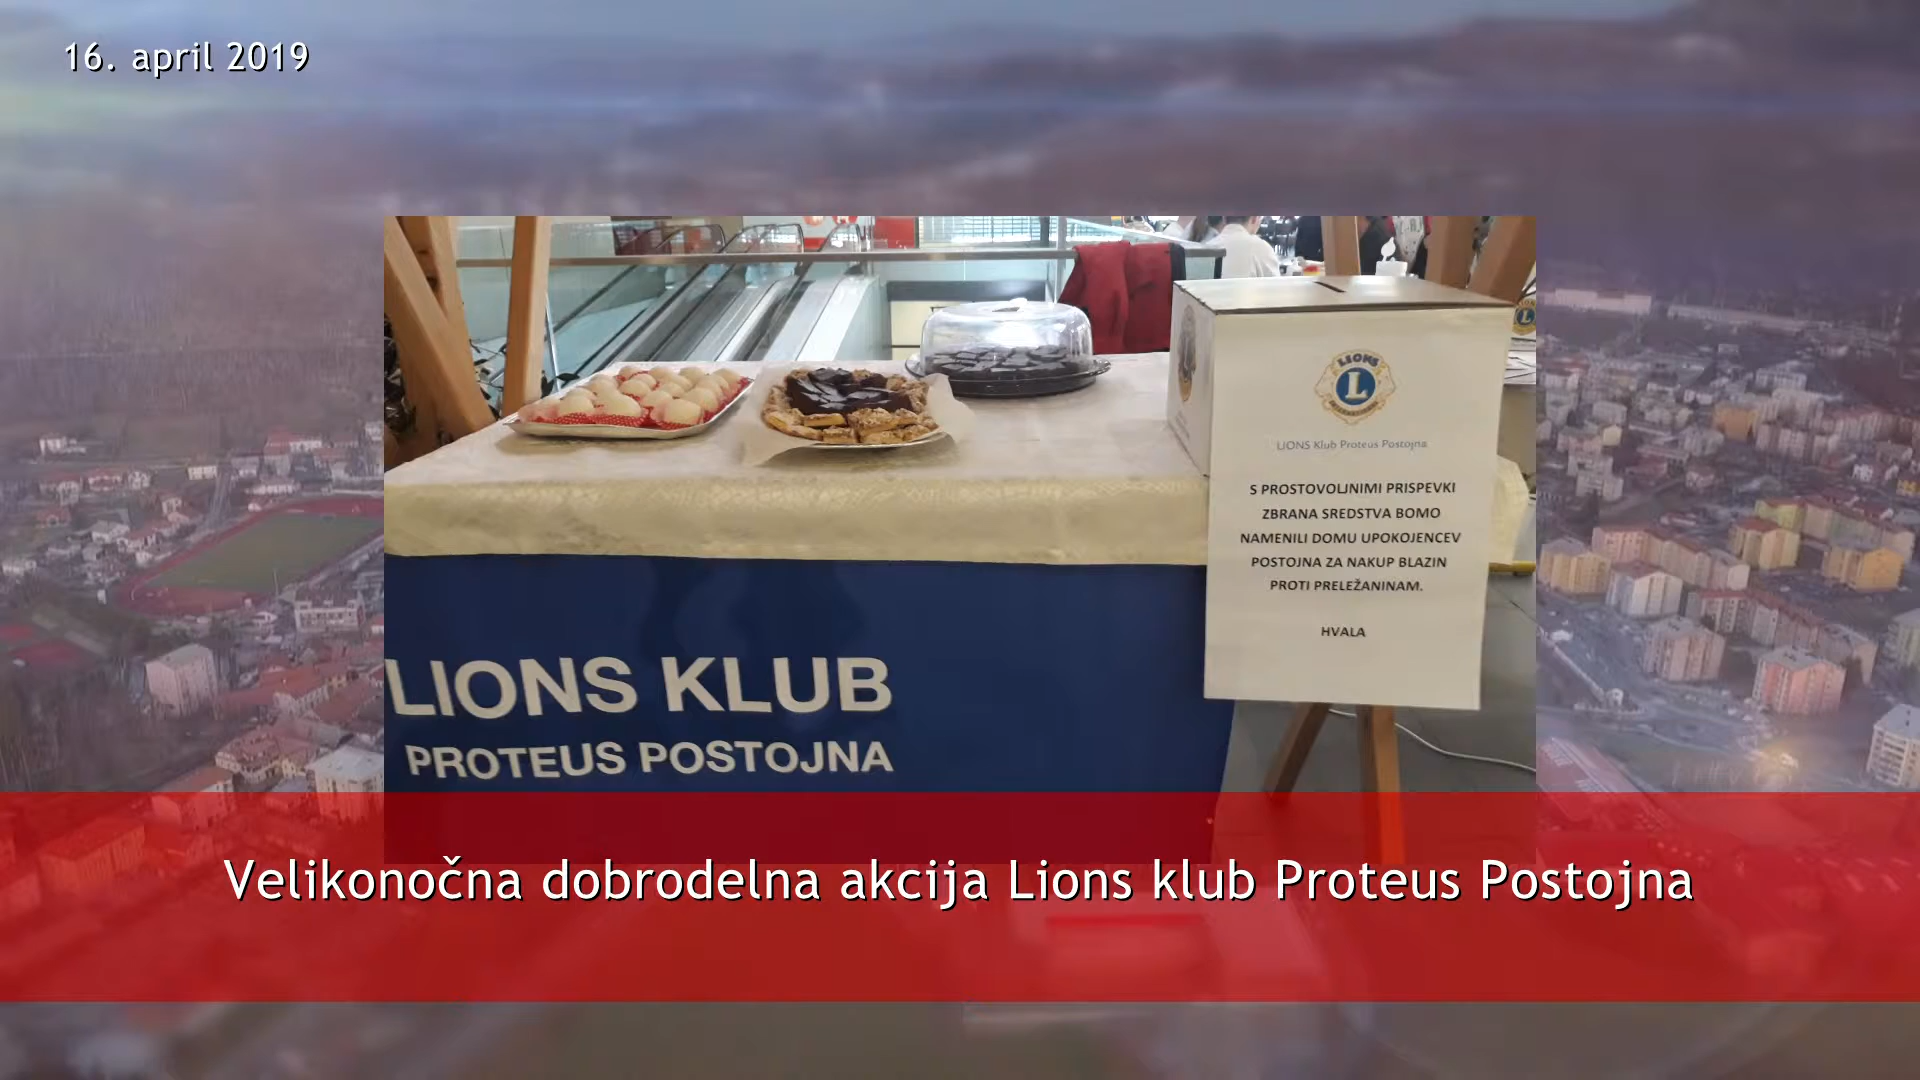 16. april 2019
LIONS
L
LIONS Klub Proteus Postojna
S PROSTOVOLJNIMI PRISPEVKI
ZBRANA SREDSTVA BOMO
NAMENILI DOMU UPOKOJENCEV
POSTOJNA ZA NAKUP BLAZIN
PROTI PRELEŽANINAM.
HVALA
LIONS KLUB
PROTEUS POSTOJNA
Velikonočna dobrodelna akcija Lions klub Proteus Postojna